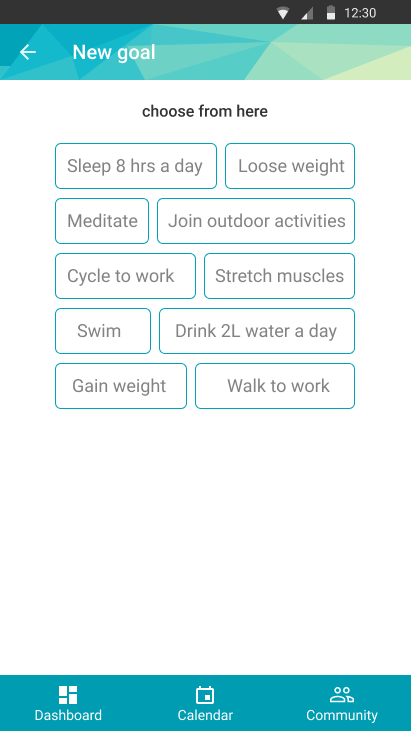 12:30
New goal
choose from here
Sleep 8 hrs a day Loose weight
Meditate Join outdoor activities
Cycle to work Stretch muscles
Swim Drink 2L water a day
Gain weight Walk to work
Dashboard Calendar Community